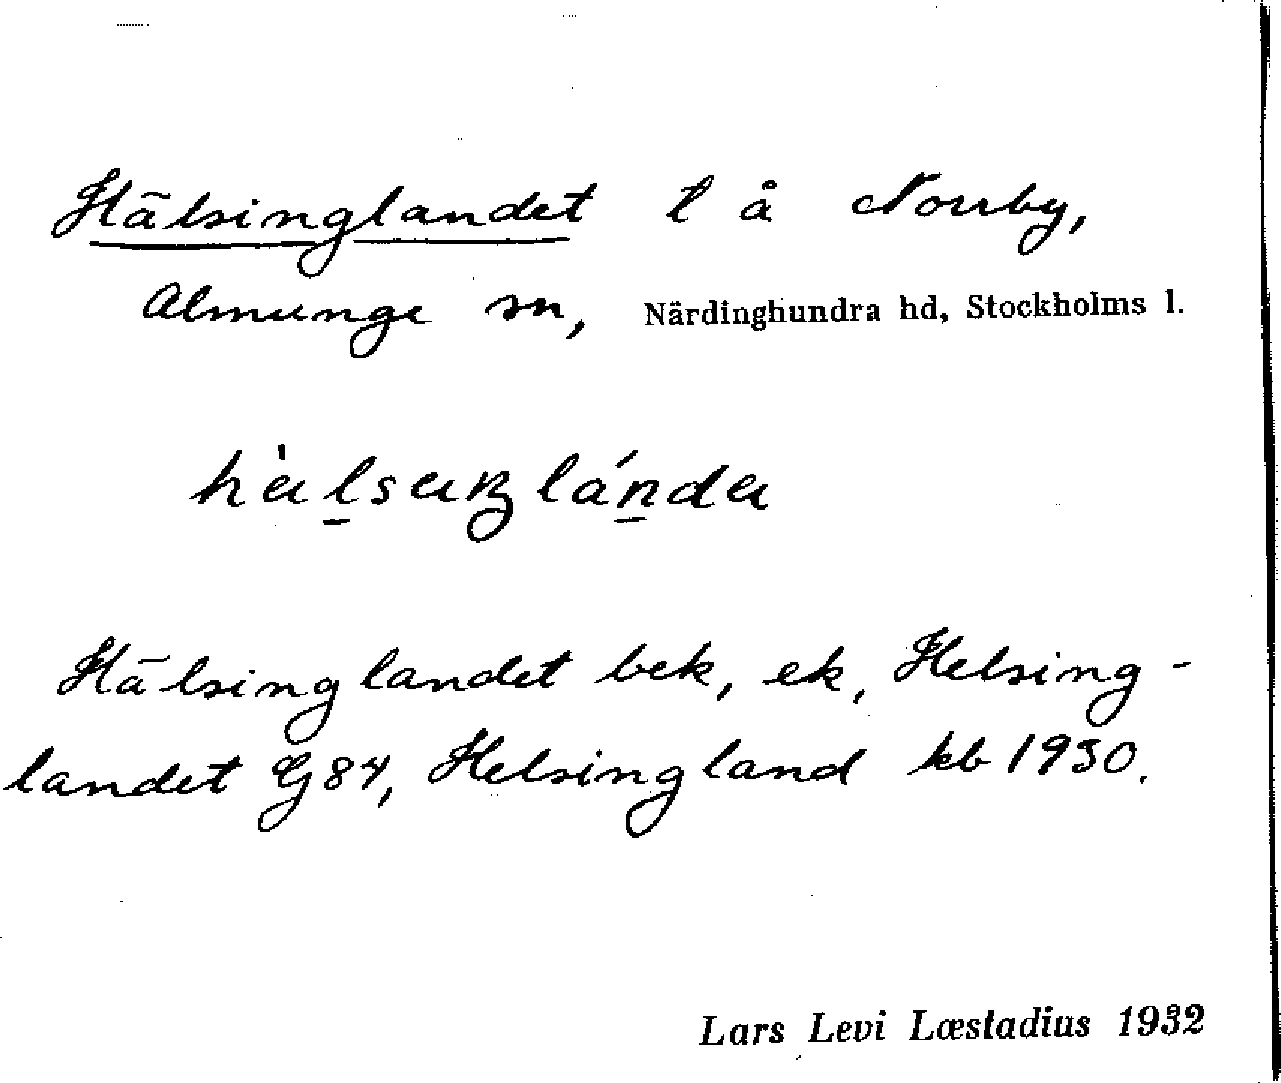 Hälsinglandet l å Norrby,
Almunge sn, Närdinghundra hd, Stockholms l.
Hälsinglandet bek, ek, Helsing-
landet G84, Helsingland kb 1930.
Lars Levi Læstadius 1932